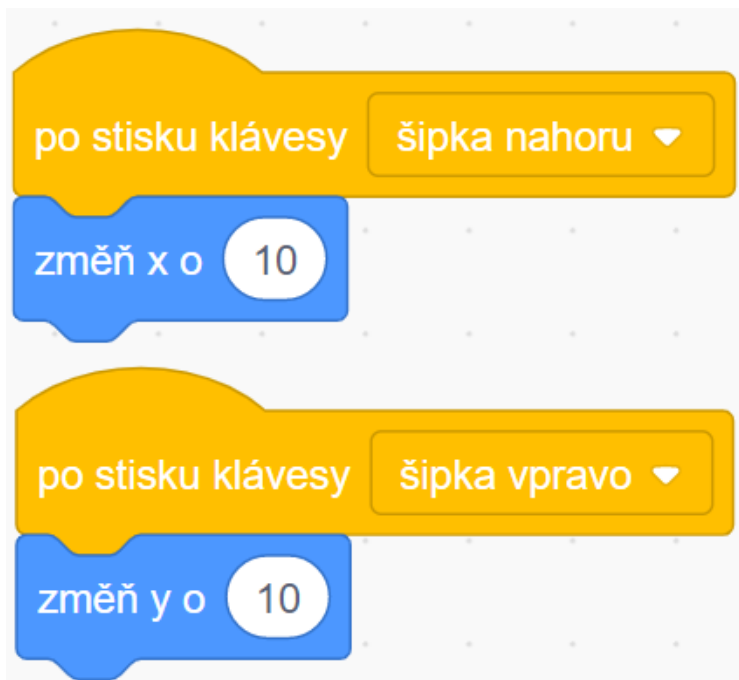 po stisku klávesy šipka nahoru
změň x o 10
po stisku klávesy šipka vpravo
změň y o 10